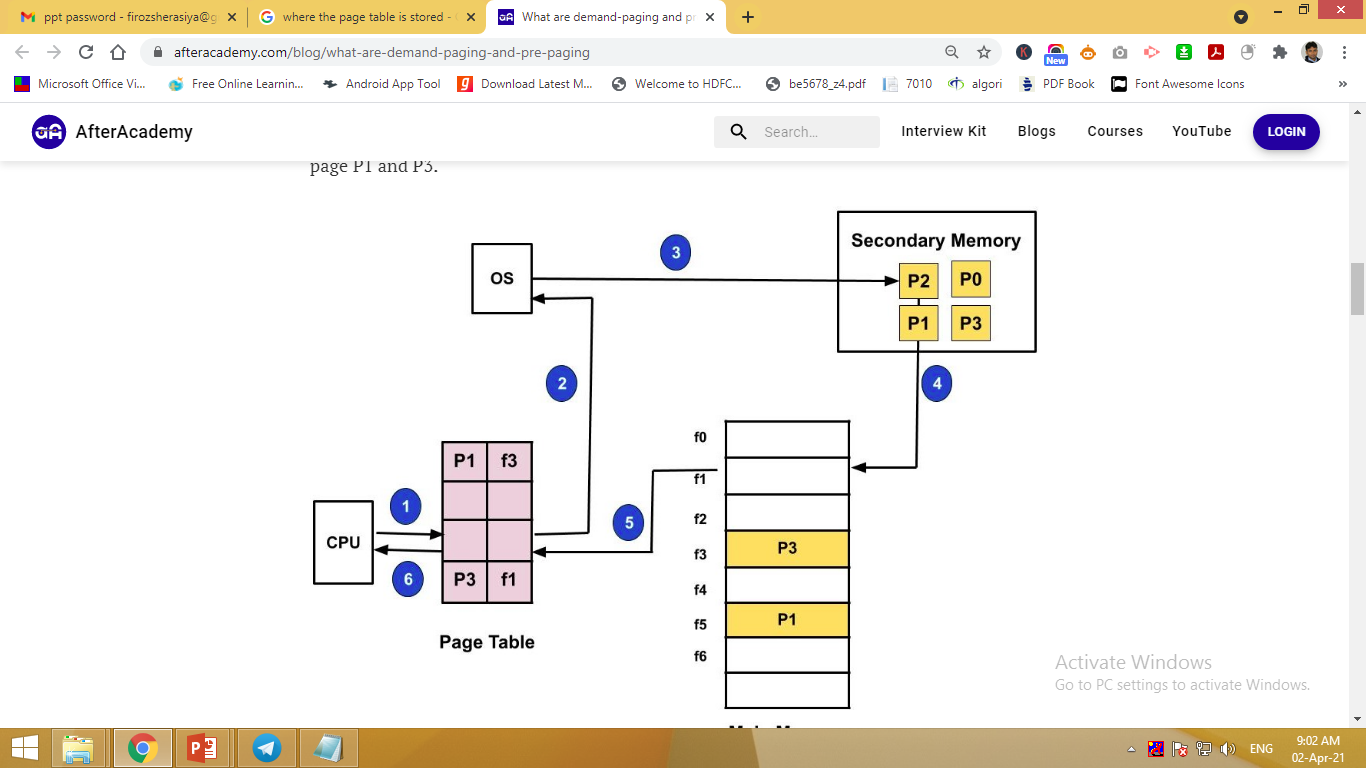 ppt password - firozsherasiya@g
where the page table is stored -
What are demand-paging and pr
afteracademy.com/blog/what-are-demand-paging-and-pre-paging
New
Microsoft Office Vi...
Free Online Learnin...
Android App Tool
Download Latest M...
Welcome to HDFC...
be5678_z4.pdf
7010
algori
PDF Book
Font Awesome Icons
AfterAcademy
Search...
Interview Kit
Blogs
Courses
YouTube
LOGIN
page P1 and P3.
Secondary Memory
OS
3
P2 P0
P1 P3
2
4
f0
f1
f2
f3
f4
f5
f6
P3
P1
P1 f3
P3 f1
1
5
CPU
6
Page Table
Activate Windows
Go to PC settings to activate Windows.
ENG
9:02 AM
02-Apr-21